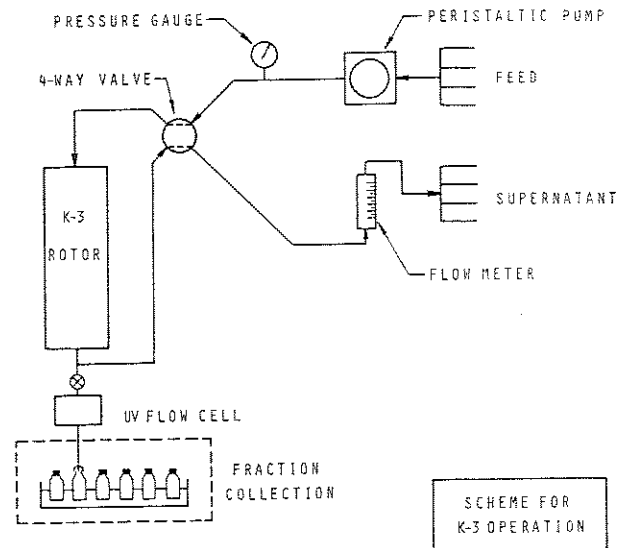 PRESSURE GAUGE
PERISTALTIC PUMP
4-WAY VALVE
FEED
K-3
ROTOR
SUPERNATANT
FLOW METER
UV FLOW CELL
FRACTION
COLLECTION
SCHEME FOR
K-3 OPERATION